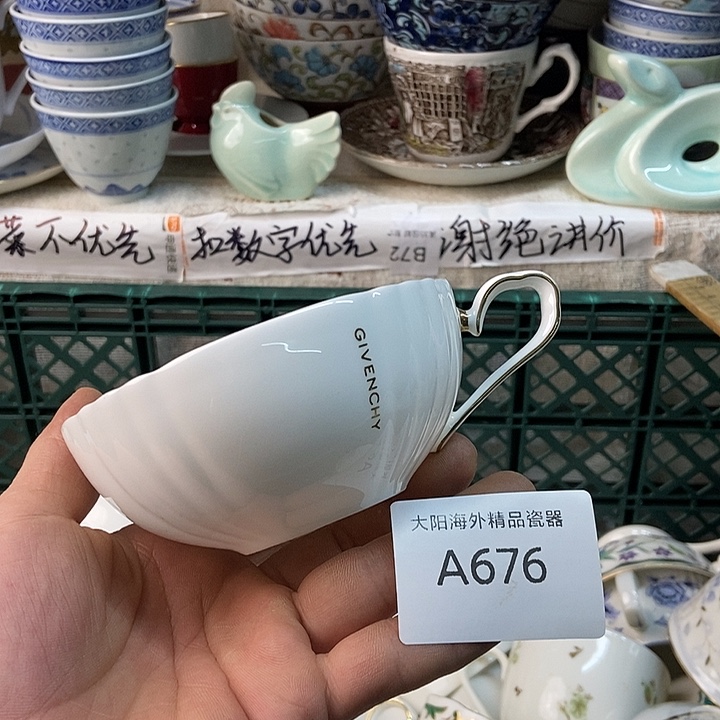 菜不优先
扣数字优先
B72
谢绝讲价
GIVENCHY
大阳海外精品瓷器
A676